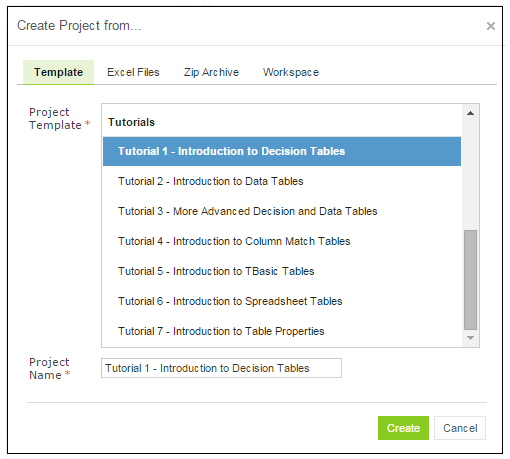 Create Project from...
×
Template Excel Files Zip Archive Workspace
Project
Template *
Tutorials
Tutorial 1 - Introduction to Decision Tables
Tutorial 2 - Introduction to Data Tables
Tutorial 3 - More Advanced Decision and Data Tables
Tutorial 4 - Introduction to Column Match Tables
Tutorial 5 - Introduction to TBasic Tables
Tutorial 6 - Introduction to Spreadsheet Tables
Tutorial 7 - Introduction to Table Properties
Project
Name *
Tutorial 1 - Introduction to Decision Tables
Create Cancel